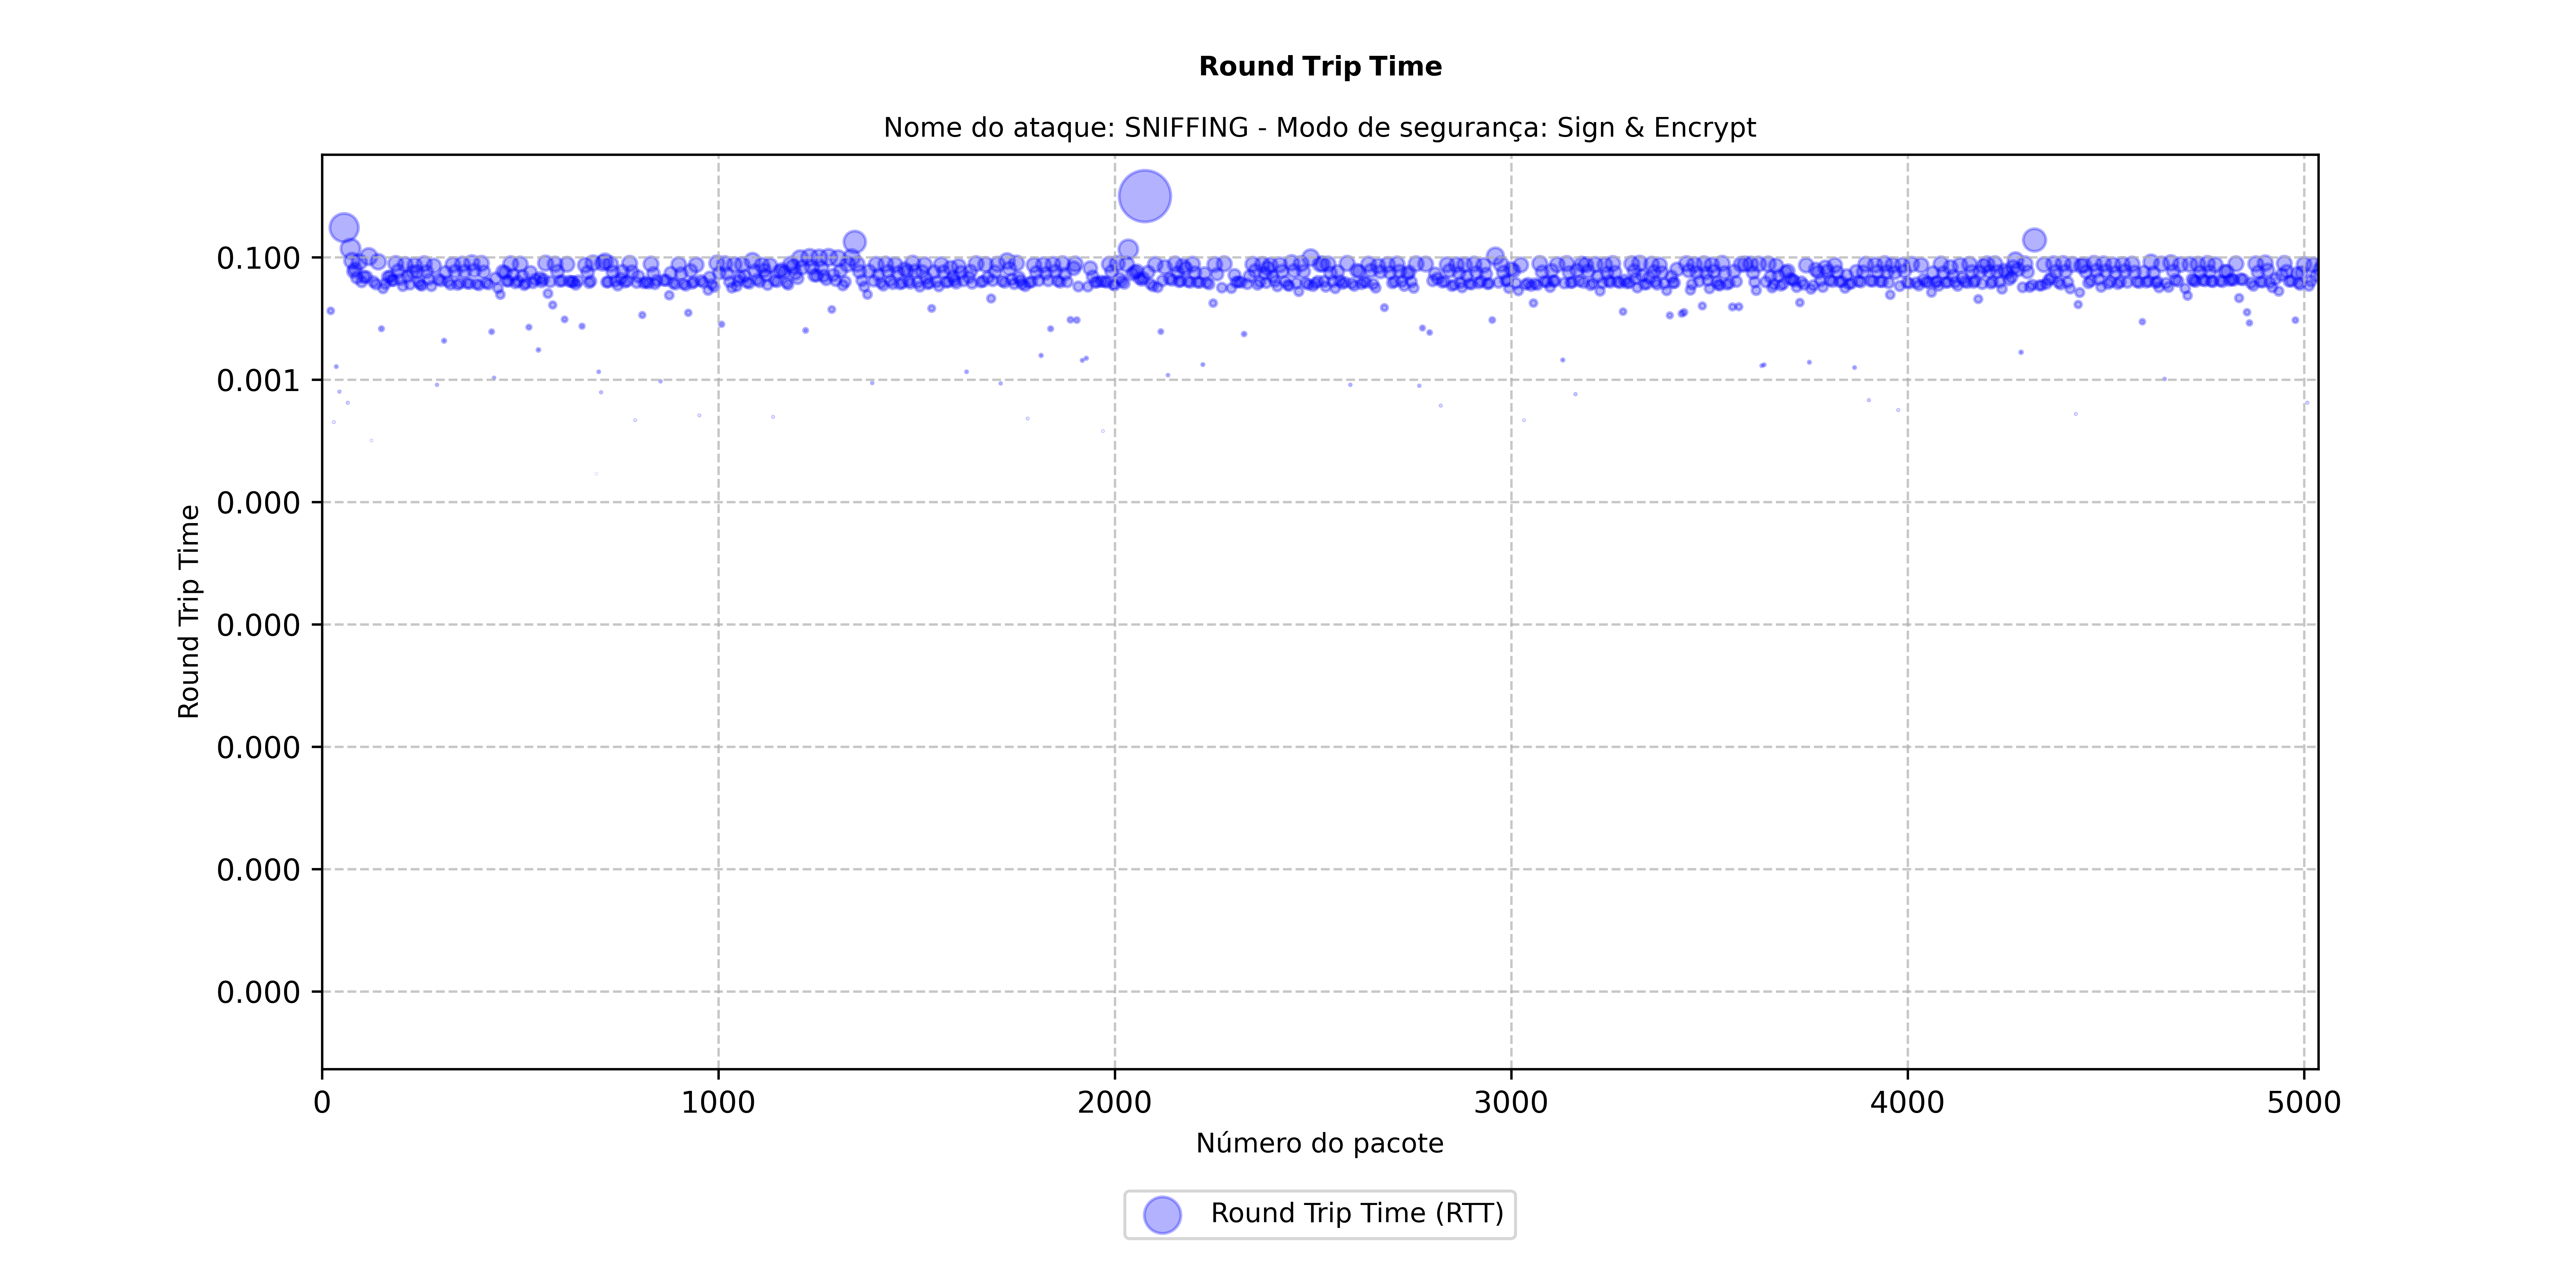 Round Trip Time
Nome do ataque: SNIFFING - Modo de segurança: Sign & Encrypt
Round Trip Time
0.100
0.001
0.000
0.000
0.000
0.000
0.000
0 1000 2000 3000 4000 5000
Número do pacote
Round Trip Time (RTT)